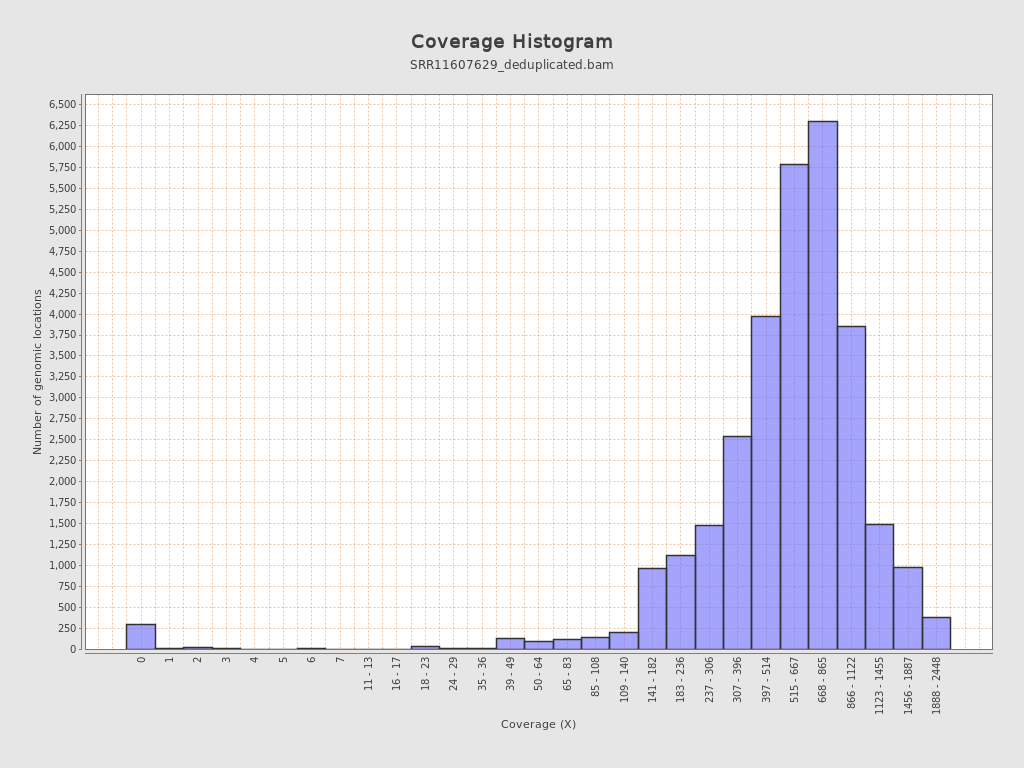 Coverage Histogram
SRR11607629_deduplicated.bam
Number of genomic locations
6,500
6,250
6,000
5,750
5,500
5,250
5,000
4,750
4,500
4,250
4,000
3,750
3,500
3,250
3,000
2,750
2,500
2,250
2,000
1,750
1,500
1,250
1,000
750
500
250
0
0
1
2
3
4
5
6
7
11 - 13
16 - 17
18 - 23
24 - 29
35 - 36
39 - 49
50 - 64
65 - 83
85 - 108
109 - 140
141 - 182
183 - 236
237 - 306
307 - 396
397 - 514
515 - 667
668 - 865
866 - 1122
1123 - 1455
1456 - 1887
1888 - 2448
Coverage (X)